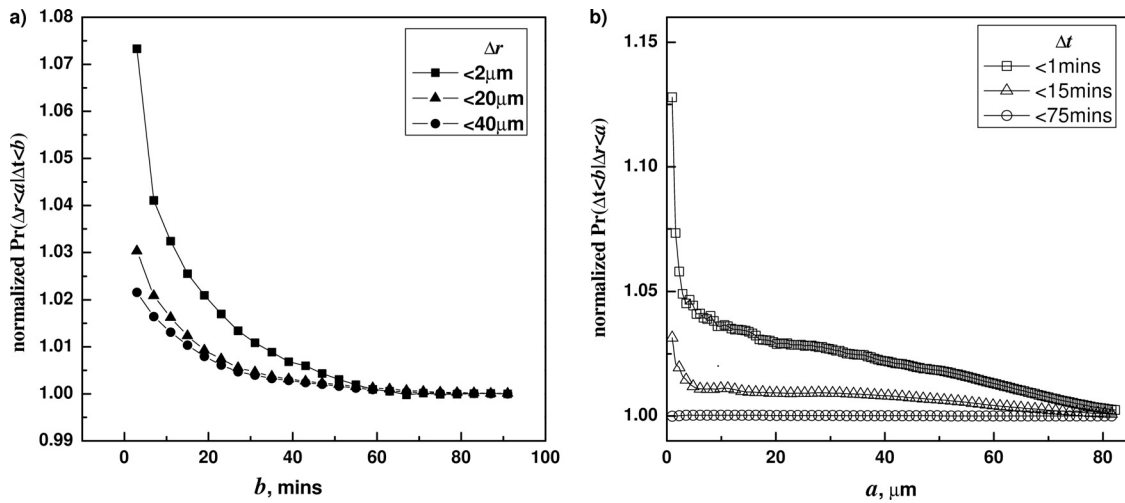 a)
1.08
1.07
1.06
1.05
1.04
1.03
1.02
1.01
1.00
0.99
normalized Pr(Δr<a|Δt<b)
Δr
<2μm
<20μm
<40μm
0 20 40 60 80 100
b, mins
b)
1.15
1.10
1.05
1.00
normalized Pr(Δt<b|Δr<a)
Δt
<1mins
<15mins
<75mins
0 20 40 60 80
a, μm